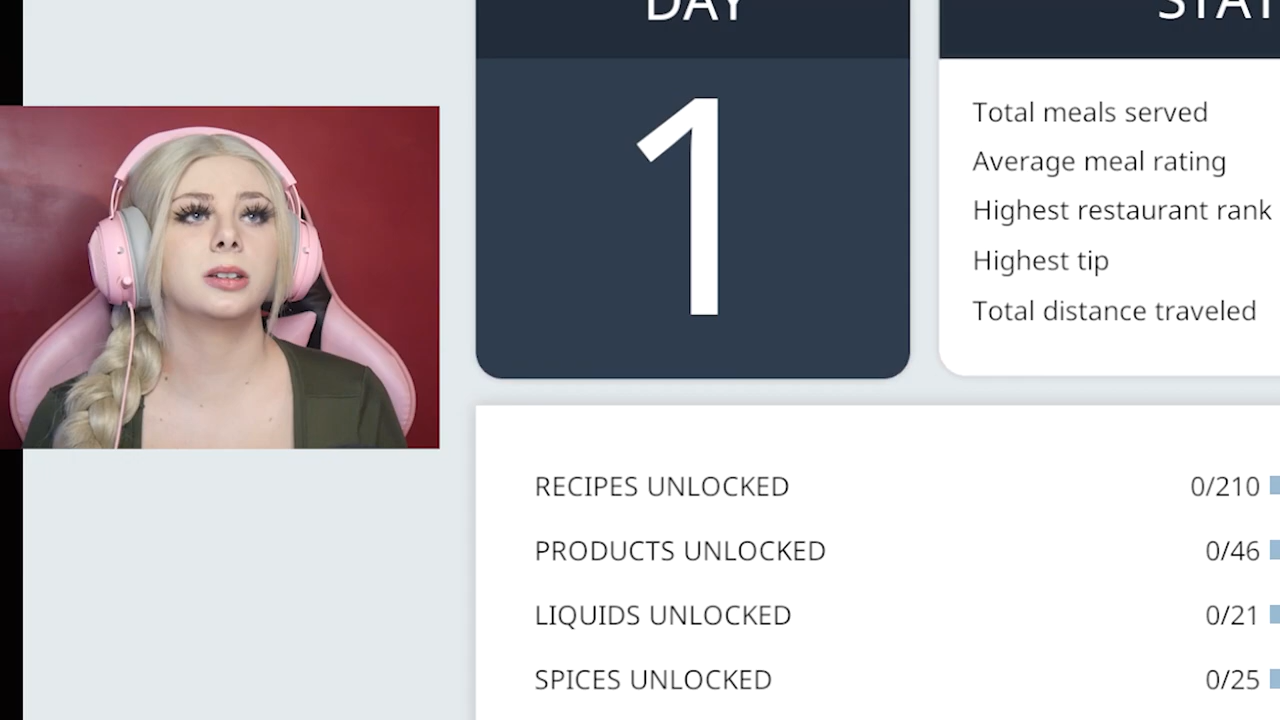 DAY
1
Total meals served
Average meal rating
Highest restaurant rank
Highest tip
Total distance traveled
RECIPES UNLOCKED 0/210
PRODUCTS UNLOCKED 0/46
LIQUIDS UNLOCKED 0/21
SPICES UNLOCKED 0/25